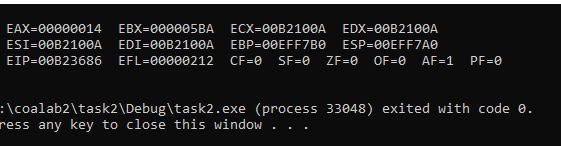 EAX=00000014 EBX=000005BA ECX=00B2100A EDX=00B2100A
ESI=00B2100A EDI=00B2100A EBP=00EFF7B0 ESP=00EFF7A0
EIP=00B23686 EFL=00000212 CF=0 SF=0 ZF=0 OF=0 AF=1 PF=0
:\coalab2\task2\Debug\task2.exe (process 33048) exited with code 0.
ress any key to close this window . . .